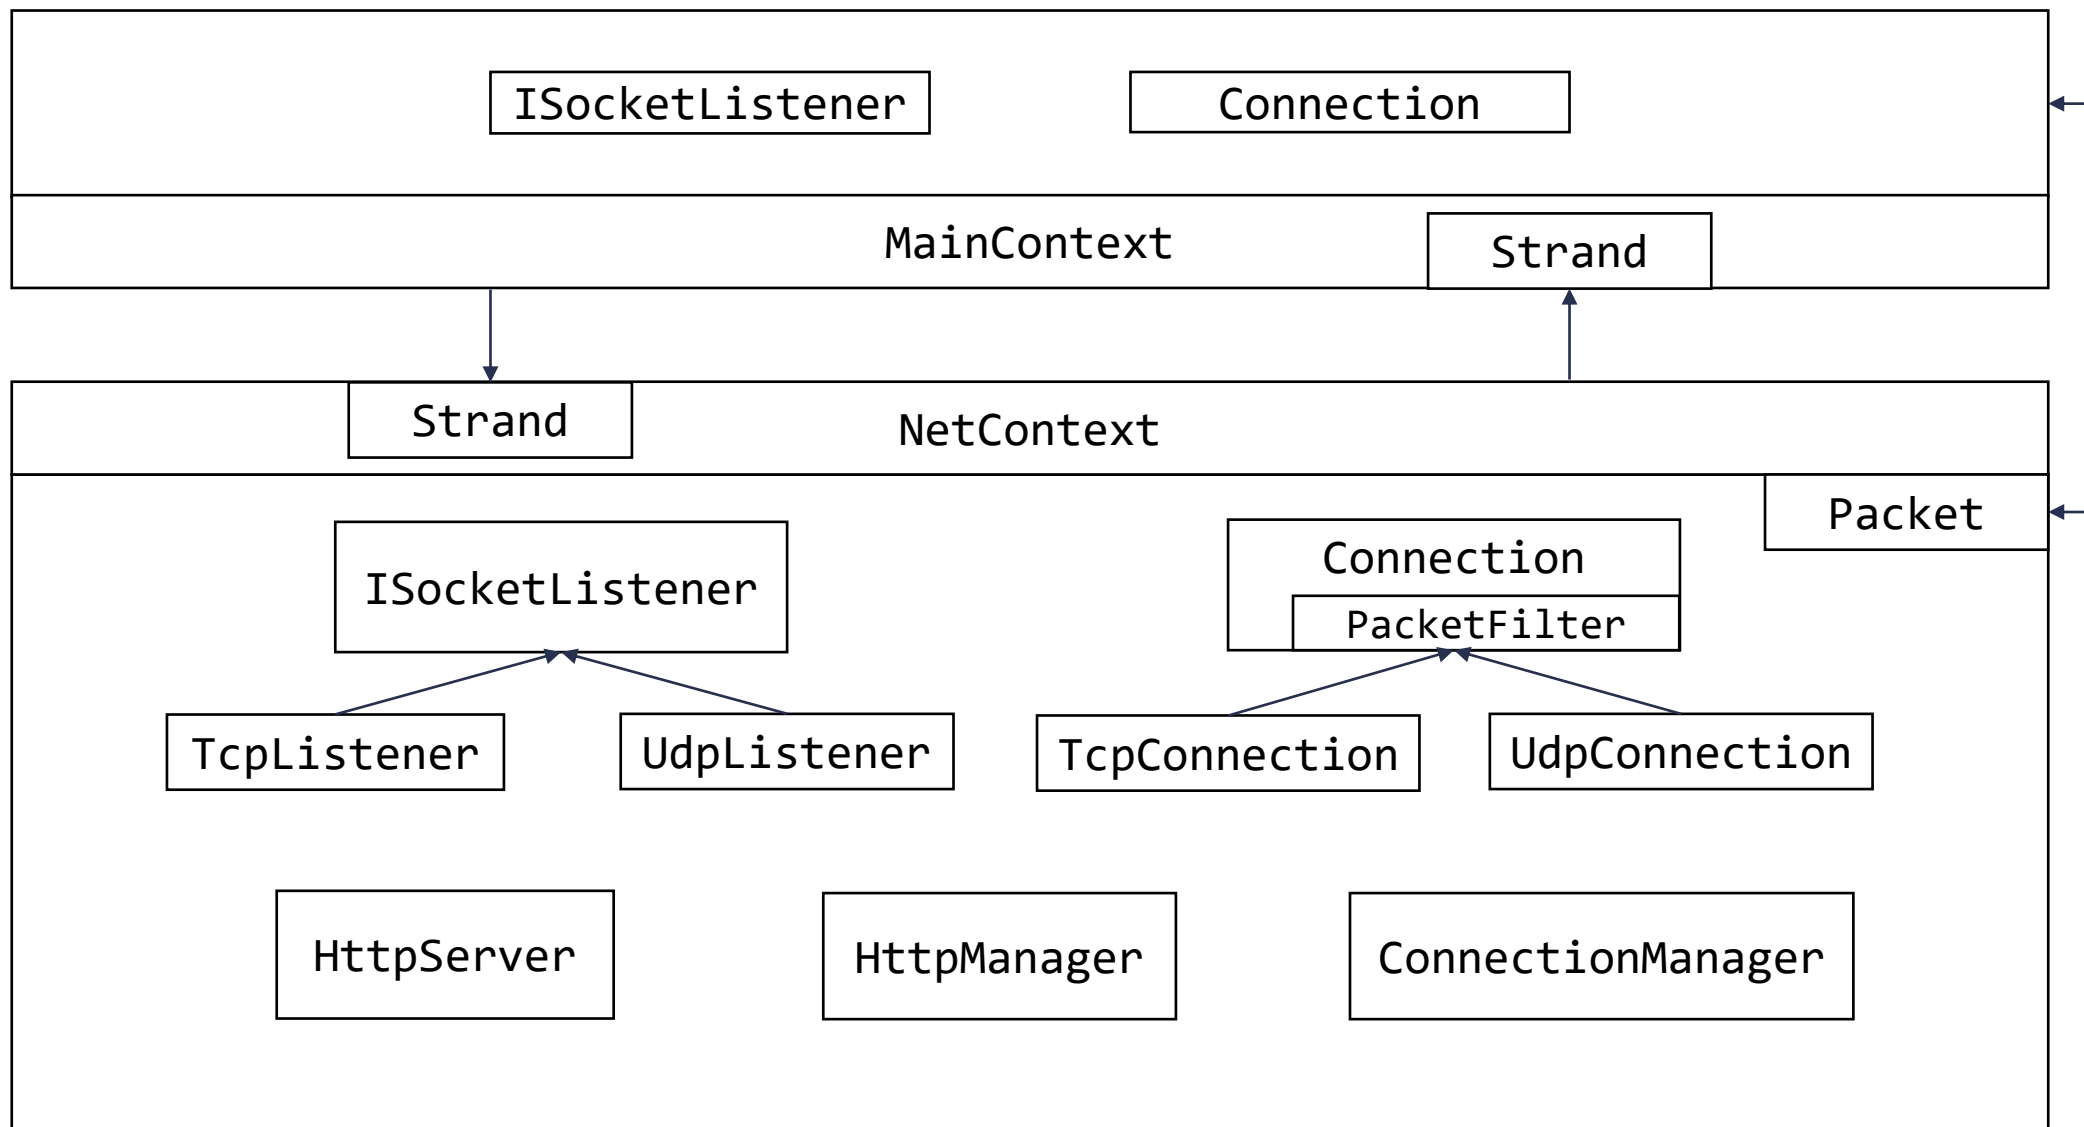 ISocketListener
Connection
MainContext
Strand
Strand
NetContext
Packet
ISocketListener
Connection
PacketFilter
TcpListener
UdpListener
TcpConnection
UdpConnection
HttpServer
HttpManager
ConnectionManager